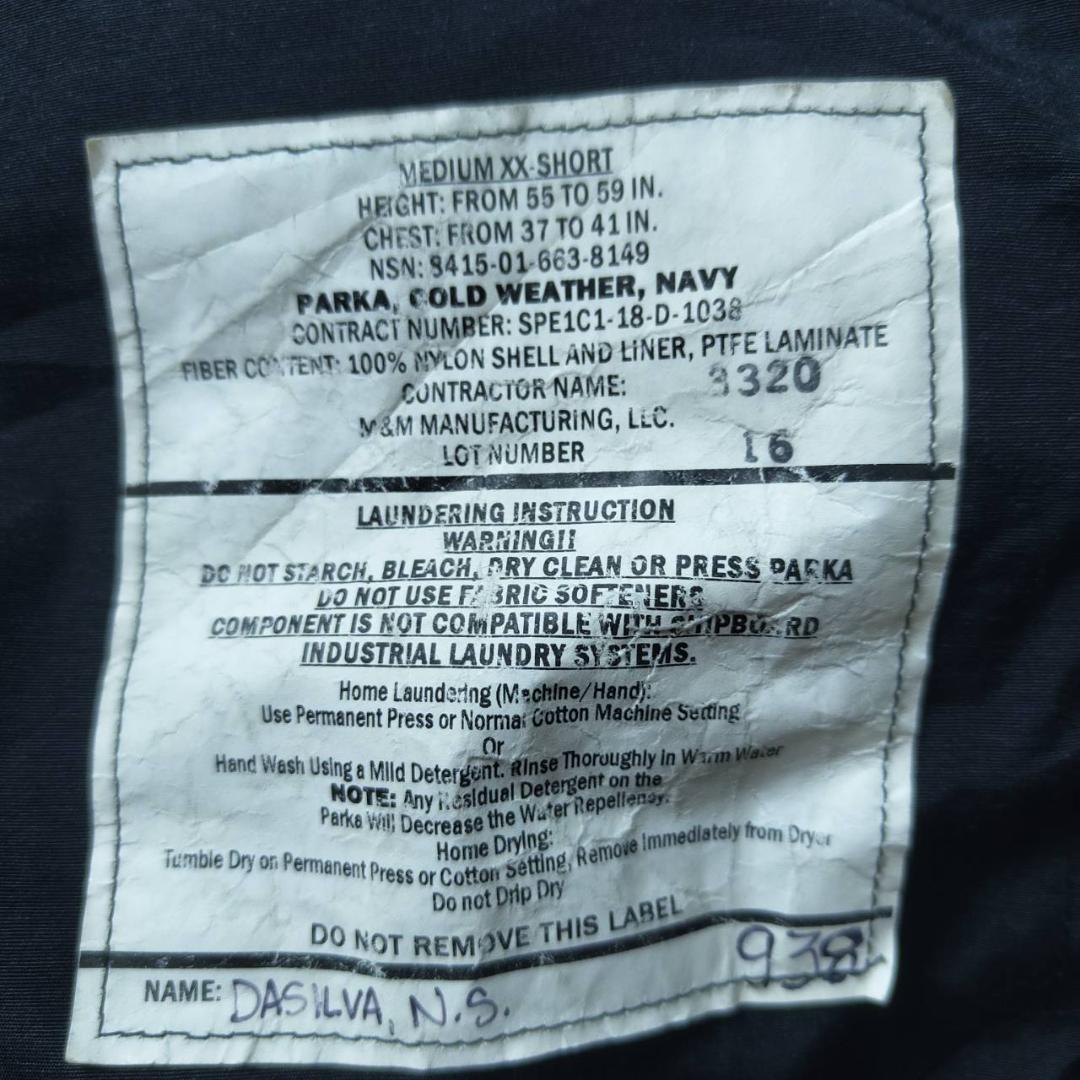 MEDIUM XX-SHORT
HEIGHT: FROM 55 TO 59 IN.
CHEST: FROM 37 TO 41 IN.
NSN: 8415-01-663-8149
PARKA, COLD WEATHER, NAVY
CONTRACT NUMBER: SPE1C1-18-D-1038
FIBER CONTENT: 100% NYLON SHELL AND LINER, PTFE LAMINATE
CONTRACTOR NAME: 3320
M&M MANUFACTURING, LLC.
LOT NUMBER 16
LAUNDERING INSTRUCTION
WARNING!!
DO NOT STARCH, BLEACH, DRY CLEAN OR PRESS PARKA
DO NOT USE FABRIC SOFTENERS
COMPONENT IS NOT COMPATIBLE WITH SHIPBOARD
INDUSTRIAL LAUNDRY SYSTEMS.
Home Laundering (Machine/Hand):
Use Permanent Press or Normal Cotton Machine Setting
Or
Hand Wash Using a Mild Detergent. Rinse Thoroughly in Warm Water
NOTE: Any Residual Detergent on the
Parka Will Decrease the Water Repellency.
Home Drying:
Tumble Dry on Permanent Press or Cotton Setting, Remove Immediately from Dryer
Do not Drip Dry
DO NOT REMOVE THIS LABEL
NAME: DASILVA, N.S. 938